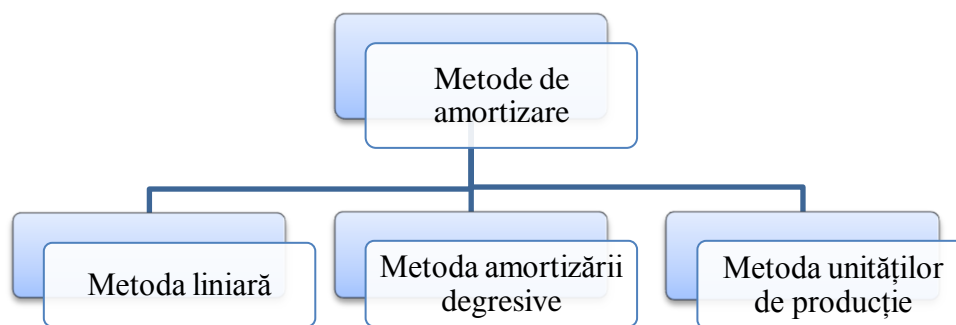 Metode de
amortizare
Metoda liniară
Metoda amortizării
degresive
Metoda unităților
de producție